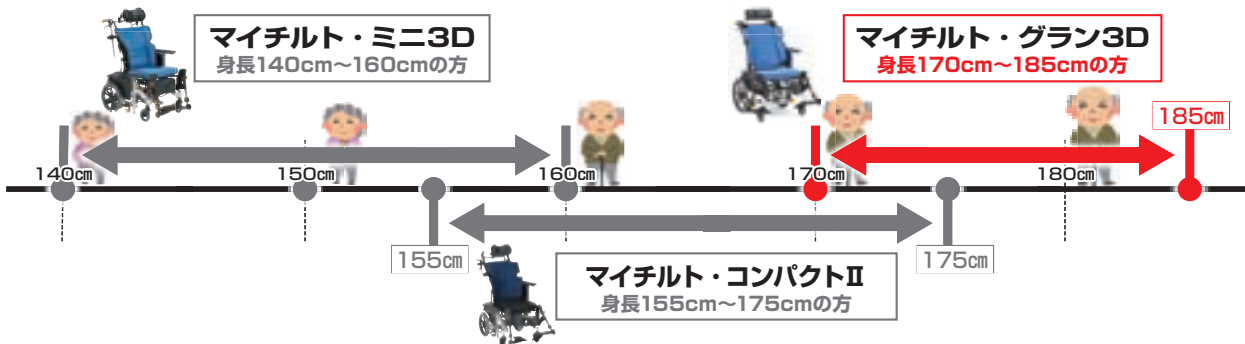 マイチルト・ミニ3D
身長140cm〜160cmの方
マイチルト・グラン3D
身長170cm〜185cmの方
185cm
140cm
150cm
160cm
170cm
180cm
155cm
175cm
マイチルト・コンパクトⅡ
身長155cm〜175cmの方